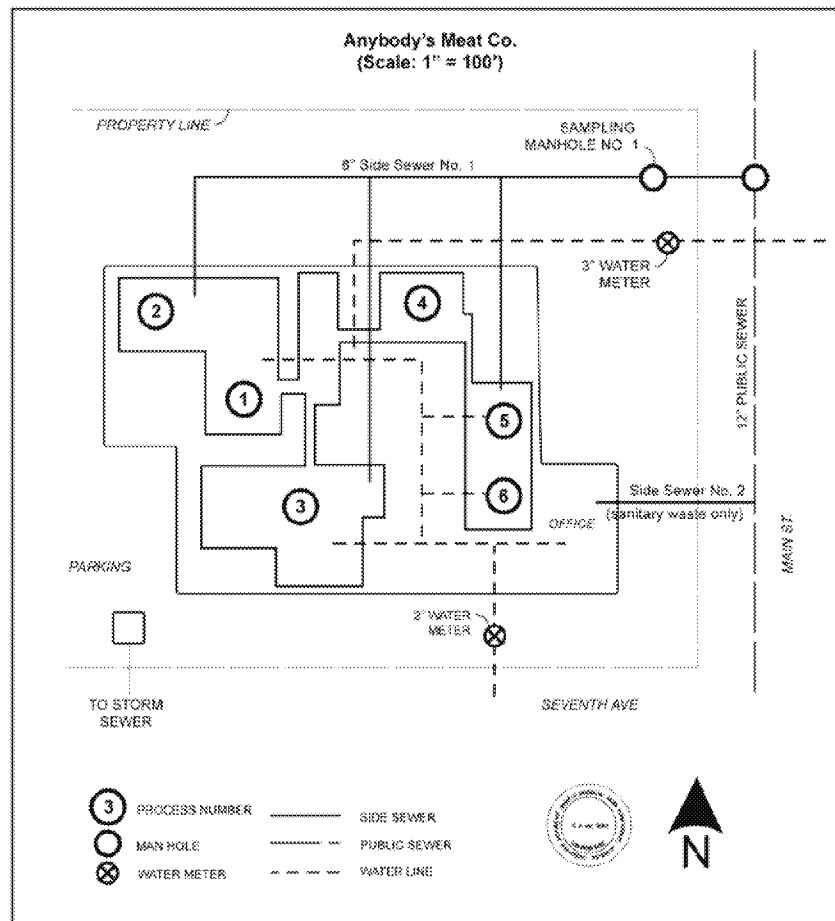 Anybody's Meat Co.
(Scale: 1" = 100')
PROPERTY LINE
SAMPLING
MANHOLE NO. 1
6" Side Sewer No. 1
3" WATER
METER
2
4
1
12" PUBLIC SEWER
5
3
6
Side Sewer No. 2
(sanitary waste only)
OFFICE
MAIN ST.
PARKING
2" WATER
METER
TO STORM
SEWER
SEVENTH AVE
3 PROCESS NUMBER
MAN HOLE
WATER METER
SIDE SEWER
PUBLIC SEWER
WATER LINE
N